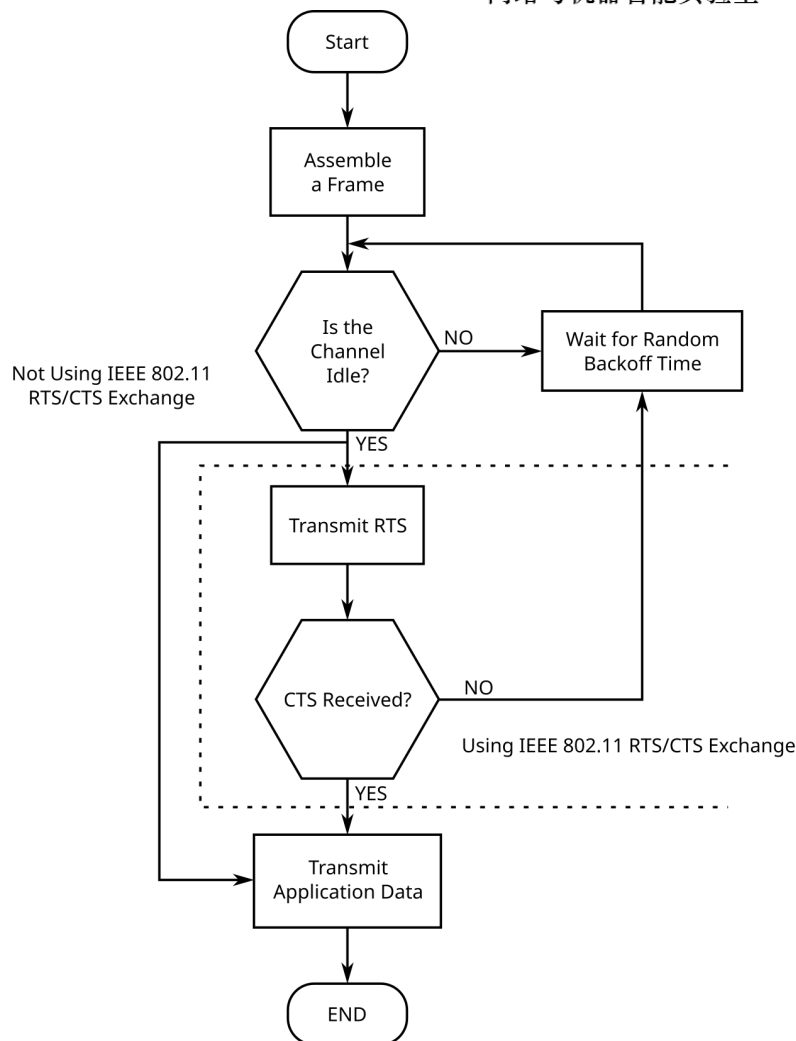 Start
Assemble
a Frame
Is the
Channel
Idle?
NO
Wait for Random
Backoff Time
Not Using IEEE 802.11
RTS/CTS Exchange
YES
Transmit RTS
CTS Received?
NO
Using IEEE 802.11 RTS/CTS Exchange
YES
Transmit
Application Data
END